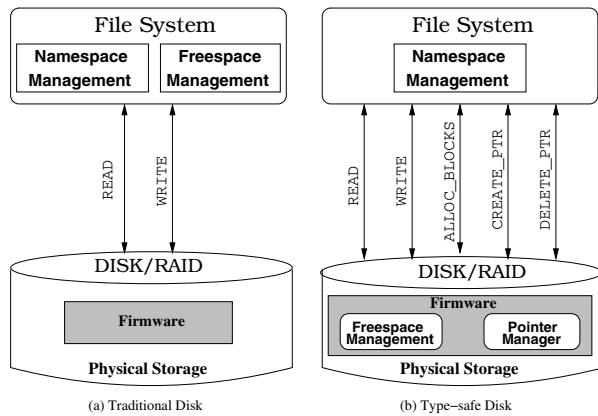 File System
Namespace
Management
Freespace
Management
READ
WRITE
DISK/RAID
Firmware
Physical Storage
(a) Traditional Disk
File System
Namespace
Management
READ
WRITE
ALLOC_BLOCKS
CREATE_PTR
DELETE_PTR
DISK/RAID
Firmware
Freespace
Management
Pointer
Manager
Physical Storage
(b) Type−safe Disk